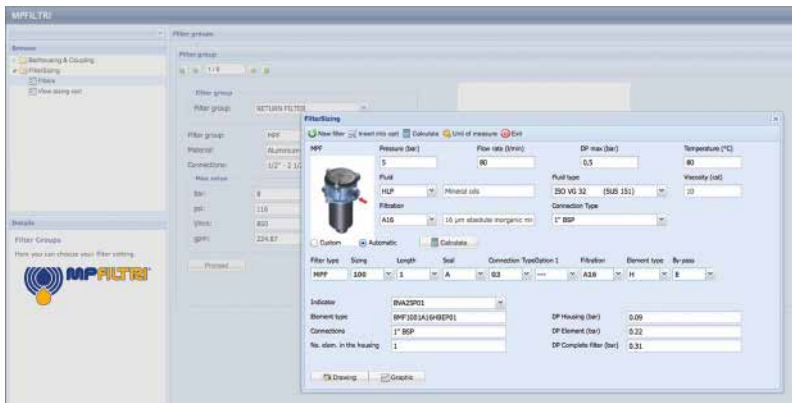 MPFILTRI
Browse
Bellhousing & Coupling
FilterSizing
Filters
View sizing cart
Details
Filter Groups
Here you can choose your filter setting.
MP FILTRI
Filter groups
Filter group
1 / 8
Filter group
Filter group: RETURN FILTER
Filter group: MPF
Material: Aluminium
Connections: 1/2" - 2 1/2
Max value
Bar: 8
psi: 116
l/min:
gpm:
Proceed
FilterSizing
New filter Insert into cart Calculate Unit of measure Exit
MPF Pressure (bar) Flow rate (l/min) DP max (bar) Temperature (°C)
5 80 0,5 80
Fluid Fluid type Viscosity (cst)
HLP Mineral oils ISO VG 32 (SUS 151) 10
Filtration Connection Type
A16 16 µm absolute inorganic mi 1" BSP
Custom Automatic Calculate
Filter type Sizing Length Seal Connection Type Option 1 Filtration Element type By-pass
MPF 100 1 A G3 --- A16 H E
Indicator BVA25P01
Element type
Connections 1" BSP
No. elem. in the housing 1
DP Housing (bar) 0.09
DP Element (bar) 0.22
DP Complete filter (bar) 0.31
Drawing Graphic